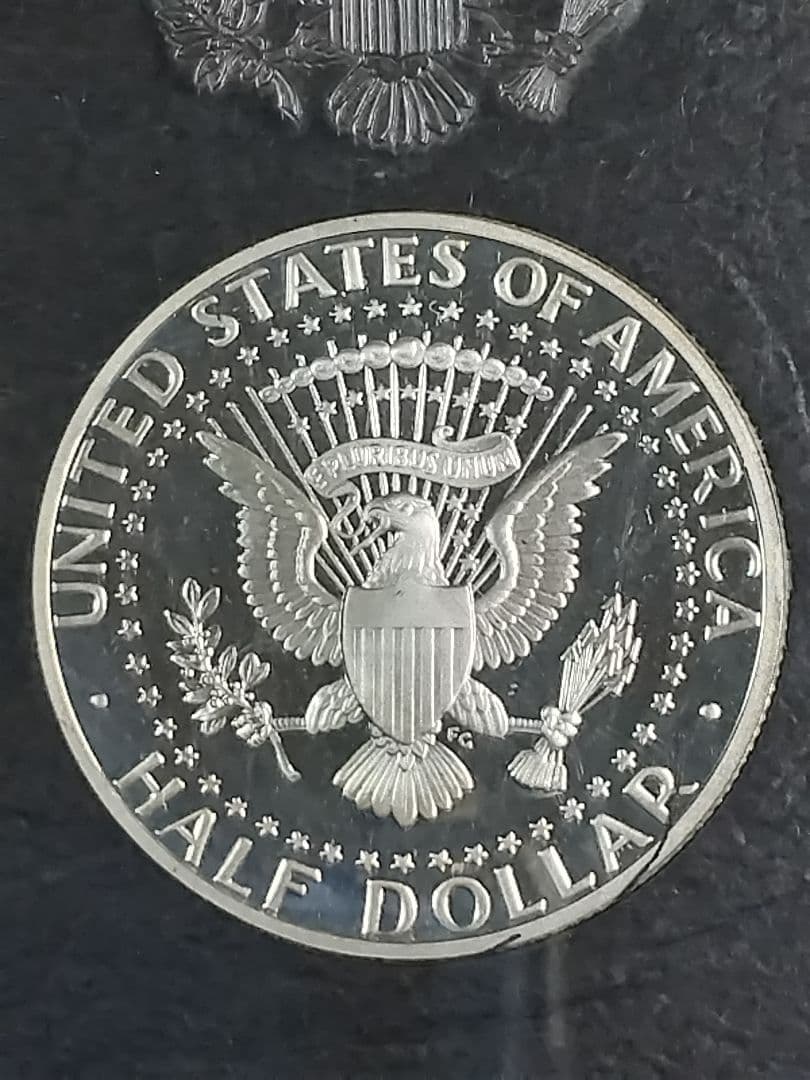 UNITED STATES OF AMERICA
E PLURIBUS UNUM
FG
HALF DOLLAR